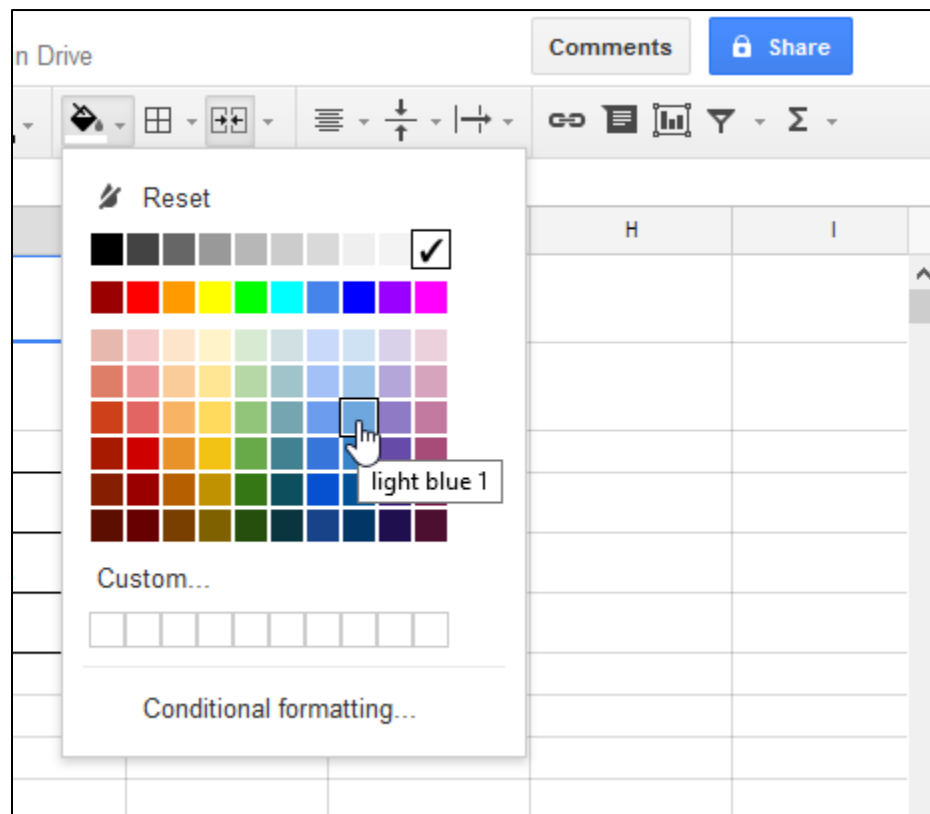 n Drive
Comments
Share
Reset
H
I
light blue 1
Custom...
Conditional formatting...